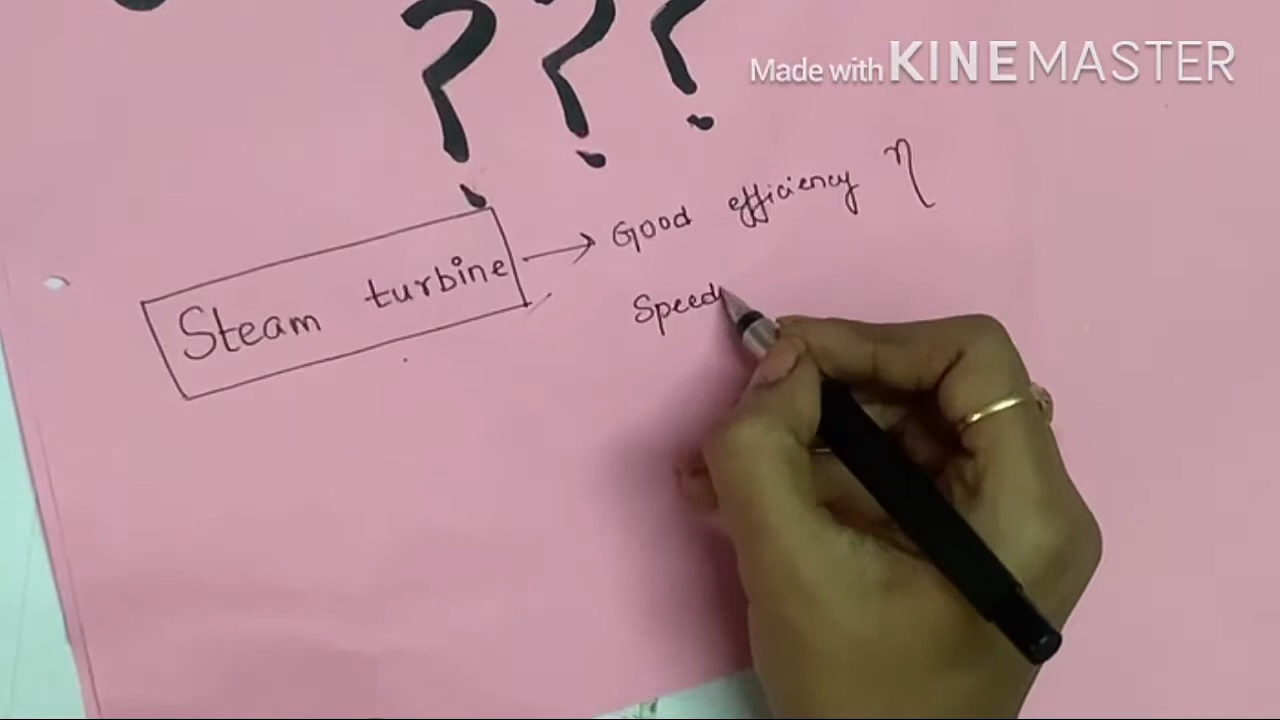 Made with KINEMASTER
???
Good efficiency η
Steam turbine
Speed